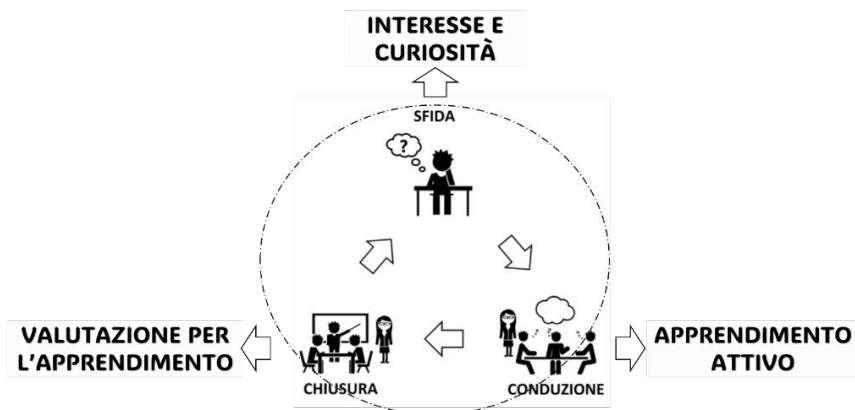 INTERESSE E
CURIOSITÀ
SFIDA
?
VALUTAZIONE PER
L'APPRENDIMENTO
APPRENDIMENTO
ATTIVO
CHIUSURA
CONDUZIONE